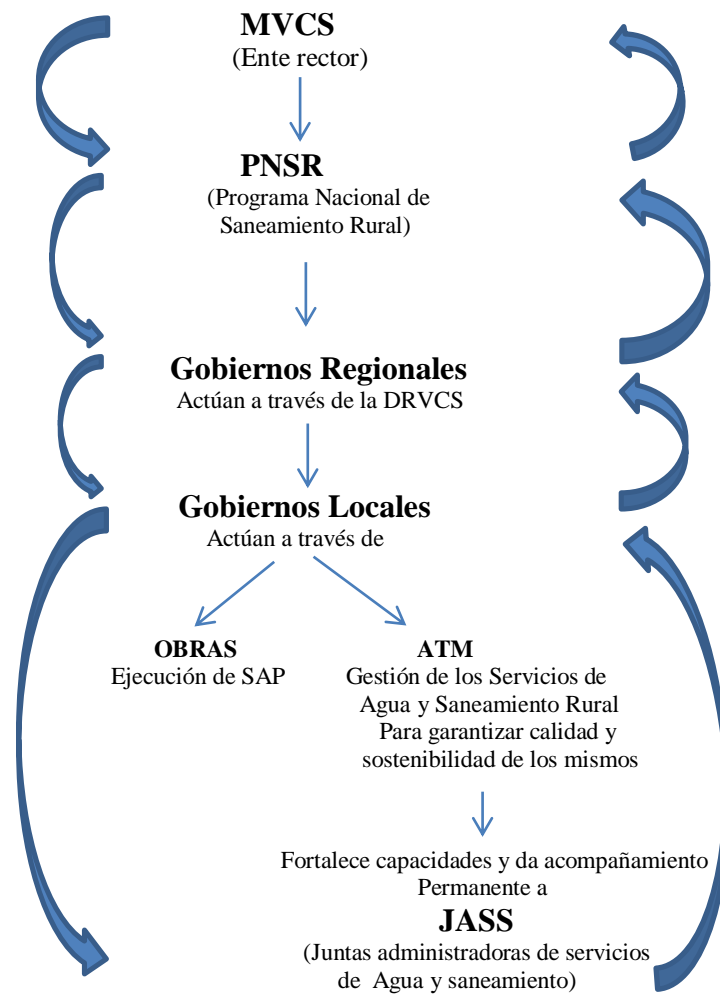 MVCS
(Ente rector)
PNSR
(Programa Nacional de
Saneamiento Rural)
Gobiernos Regionales
Actúan a través de la DRVCS
Gobiernos Locales
Actúan a través de
OBRAS
Ejecución de SAP
ATM
Gestión de los Servicios de
Agua y Saneamiento Rural
Para garantizar calidad y
sostenibilidad de los mismos
Fortalece capacidades y da acompañamiento
Permanente a
JASS
(Juntas administradoras de servicios
de Agua y saneamiento)